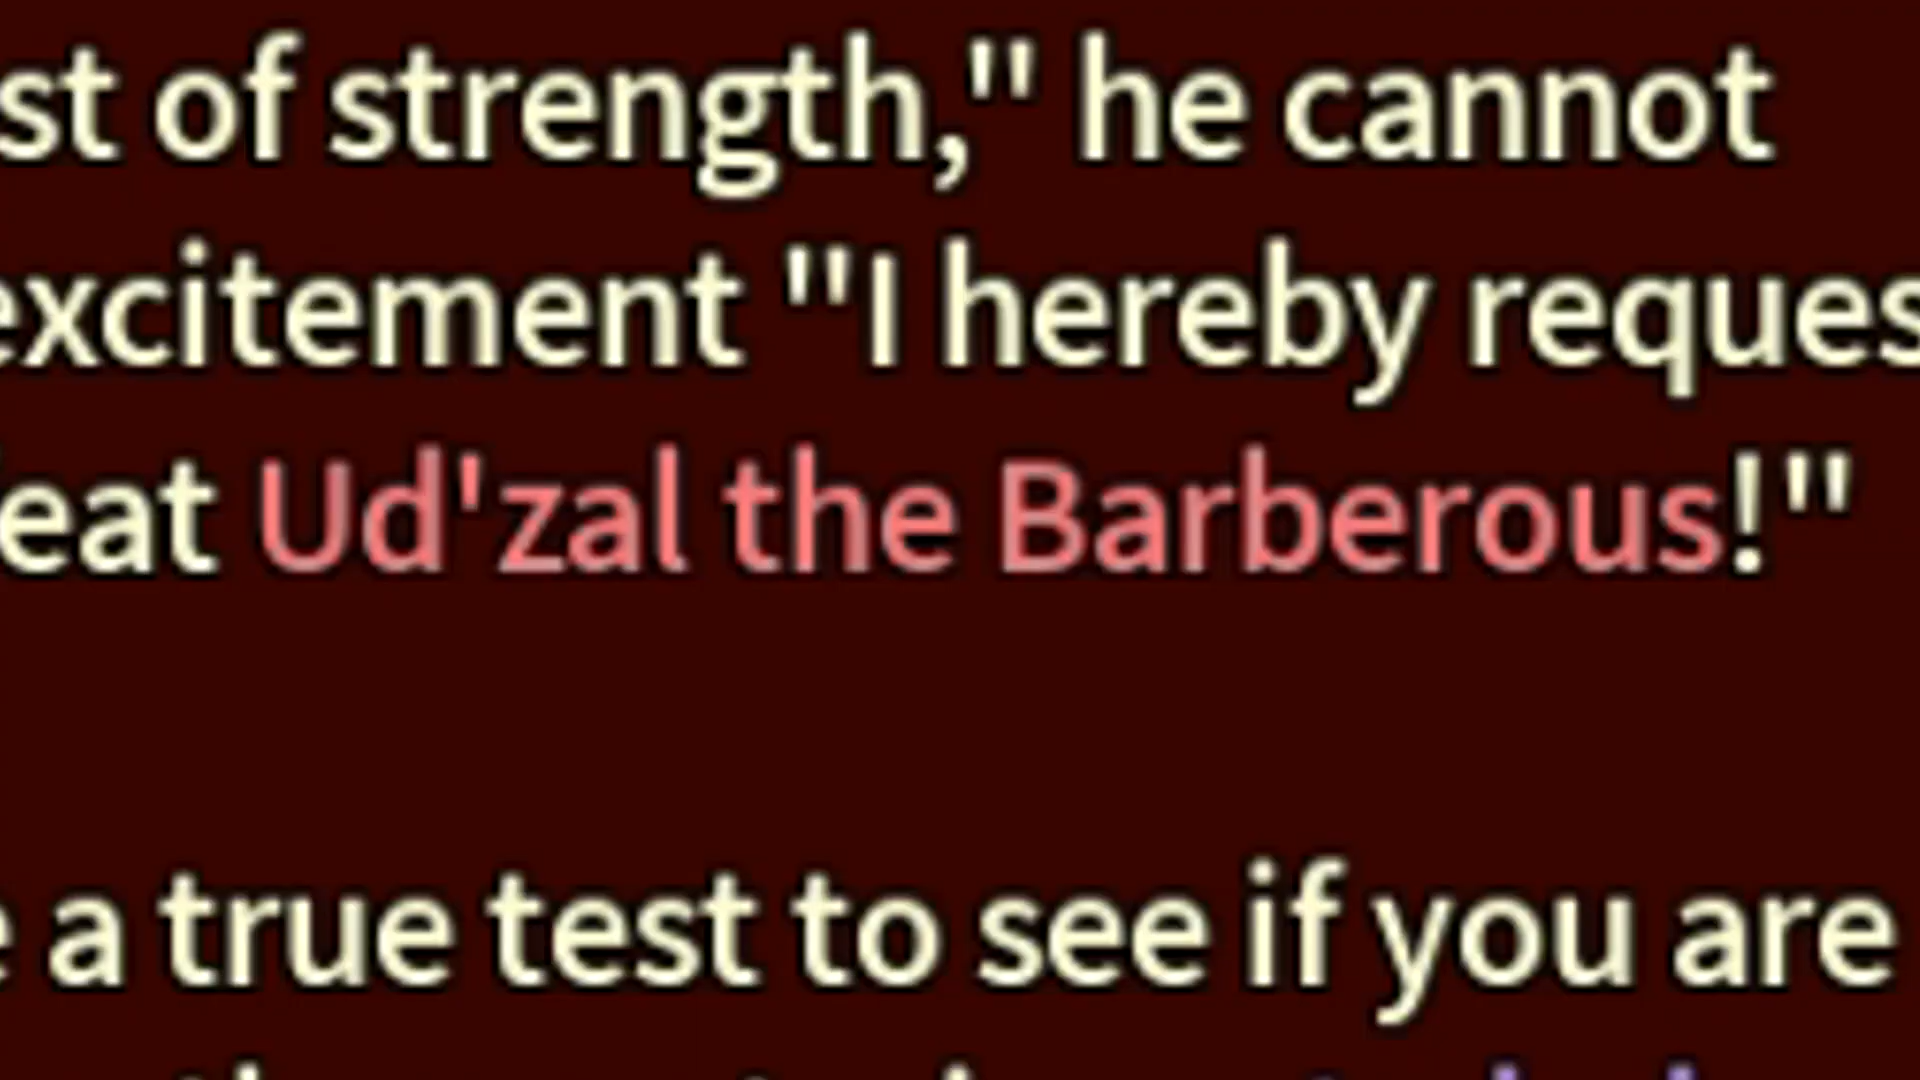 st of strength," he cannot
excitement "I hereby reques
eat Ud'zal the Barberous!"
a true test to see if you are